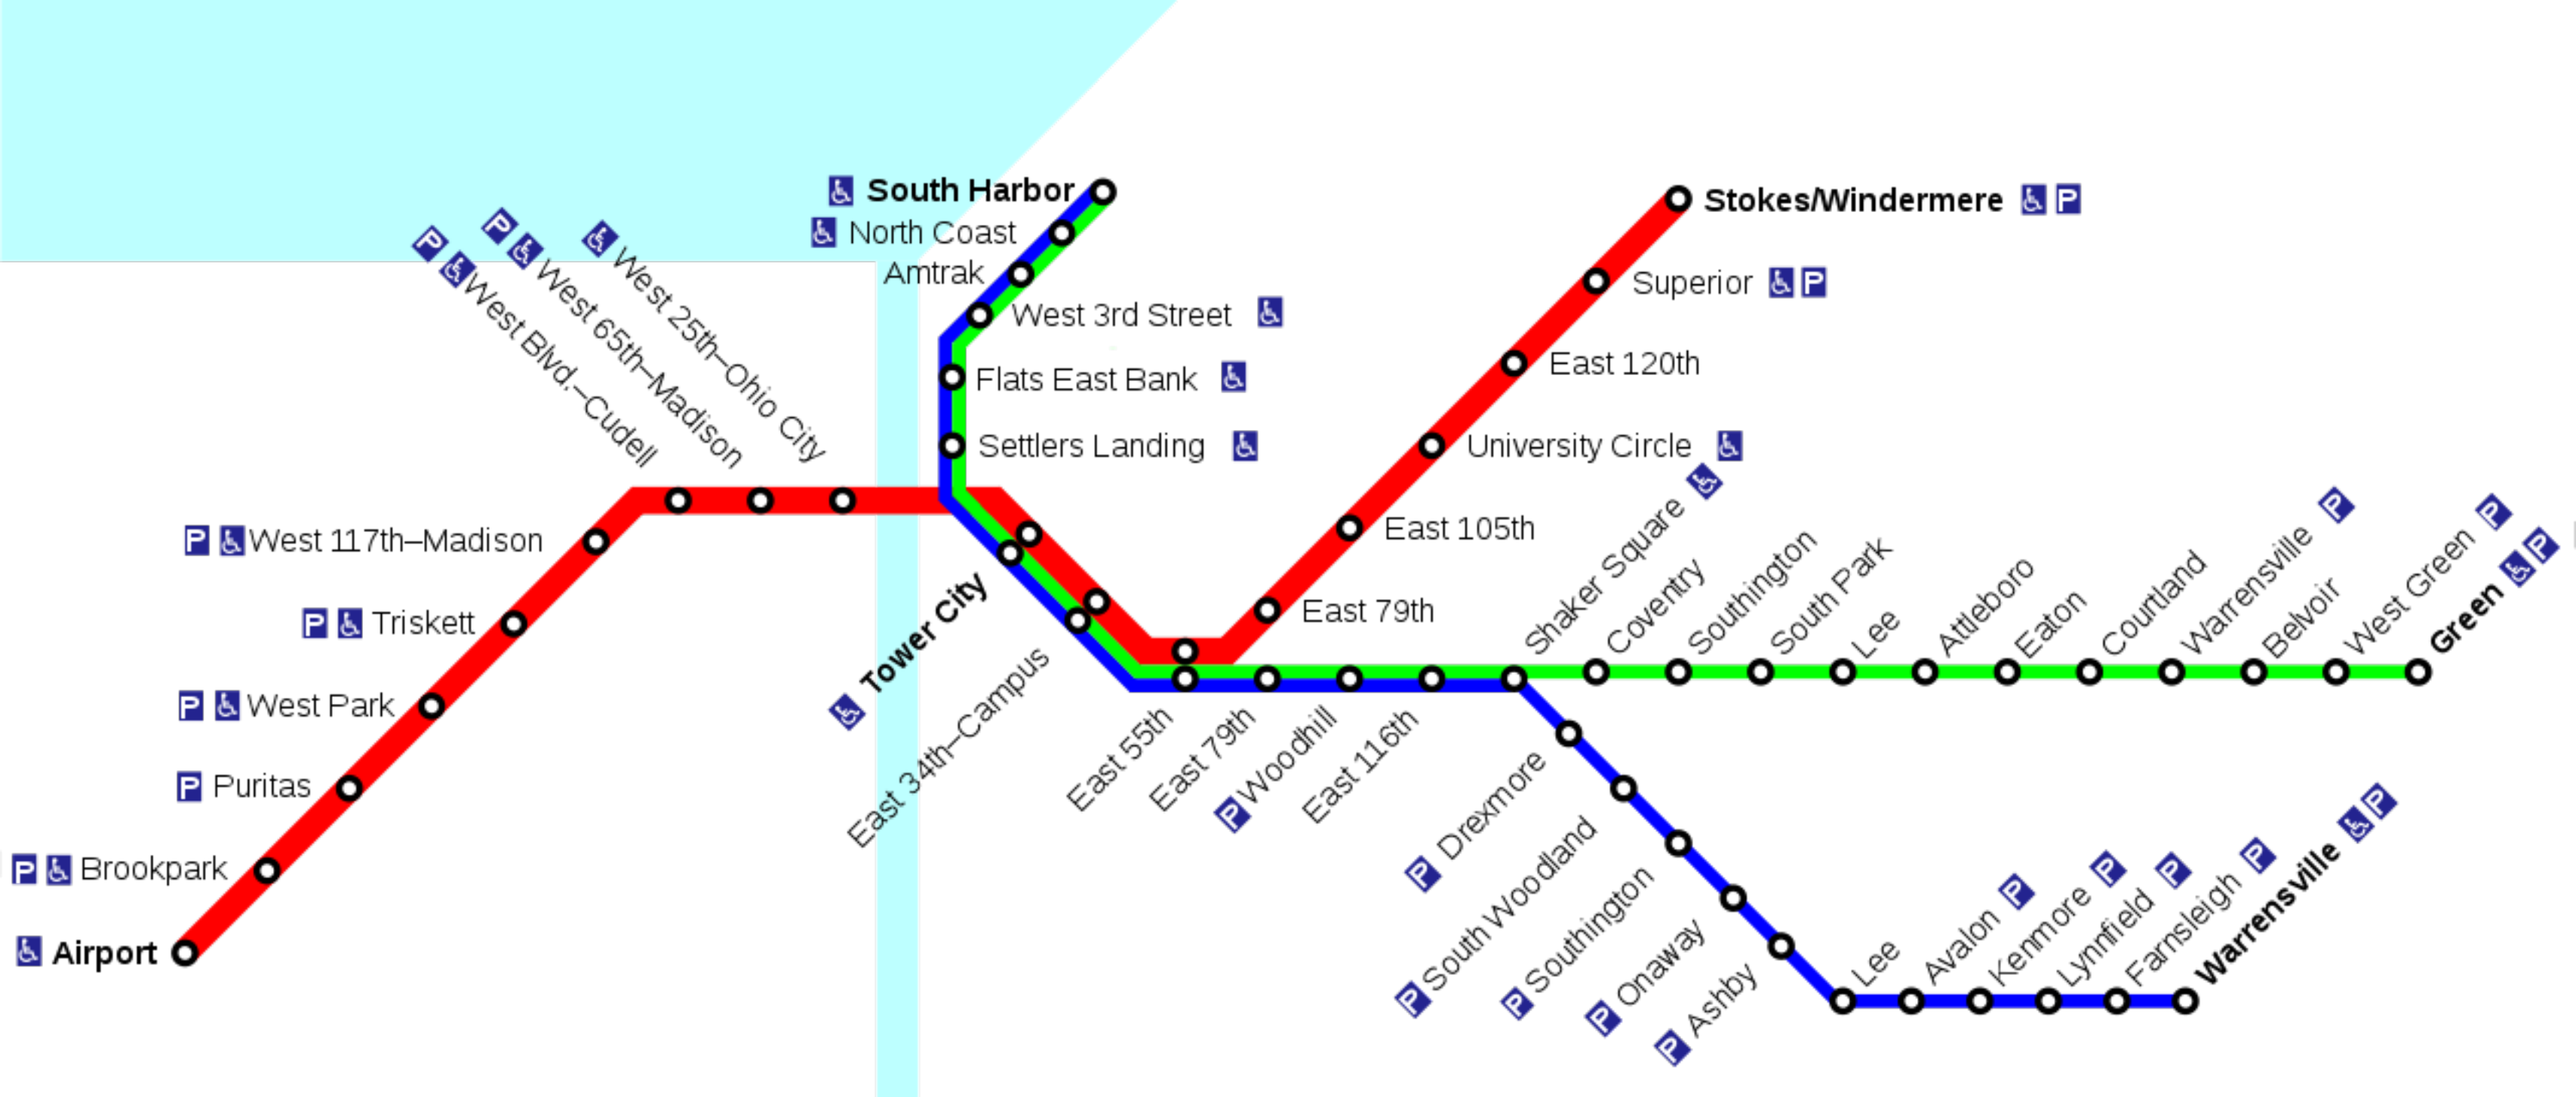 South Harbor
North Coast
Amtrak
West 3rd Street
Flats East Bank
Settlers Landing
Stokes/Windermere P
Superior P
East 120th
University Circle
East 105th
East 79th
P West Blvd.–Cudell
P West 65th–Madison
West 25th–Ohio City
P West 117th–Madison
P Triskett
P West Park
P Puritas
P Brookpark
Airport
Tower City
East 34th–Campus
East 55th
East 79th
P Woodhill
East 116th
Shaker Square
Coventry
Southington
South Park
Lee
Attleboro
Eaton
Courtland
Warrensville P
Belvoir
West Green P
Green P
P Drexmore
P South Woodland
P Southington
P Onaway
P Ashby
Lee
Avalon P
Kenmore P
Lynnfield P
Farnsleigh P
Warrensville P